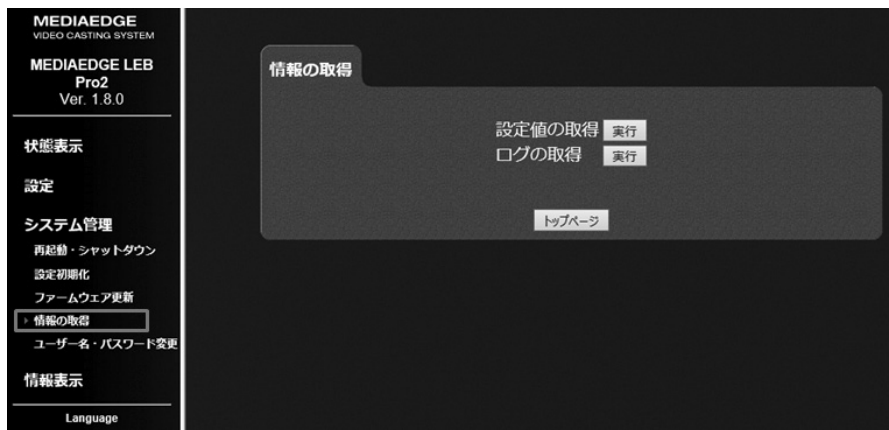 MEDIAEDGE
VIDEO CASTING SYSTEM
MEDIAEDGE LEB
Pro2
Ver. 1.8.0
状態表示
設定
システム管理
再起動・シャットダウン
設定初期化
ファームウェア更新
情報の取得
ユーザー名・パスワード変更
情報表示
Language
情報の取得
設定値の取得 実行
ログの取得 実行
トップページ